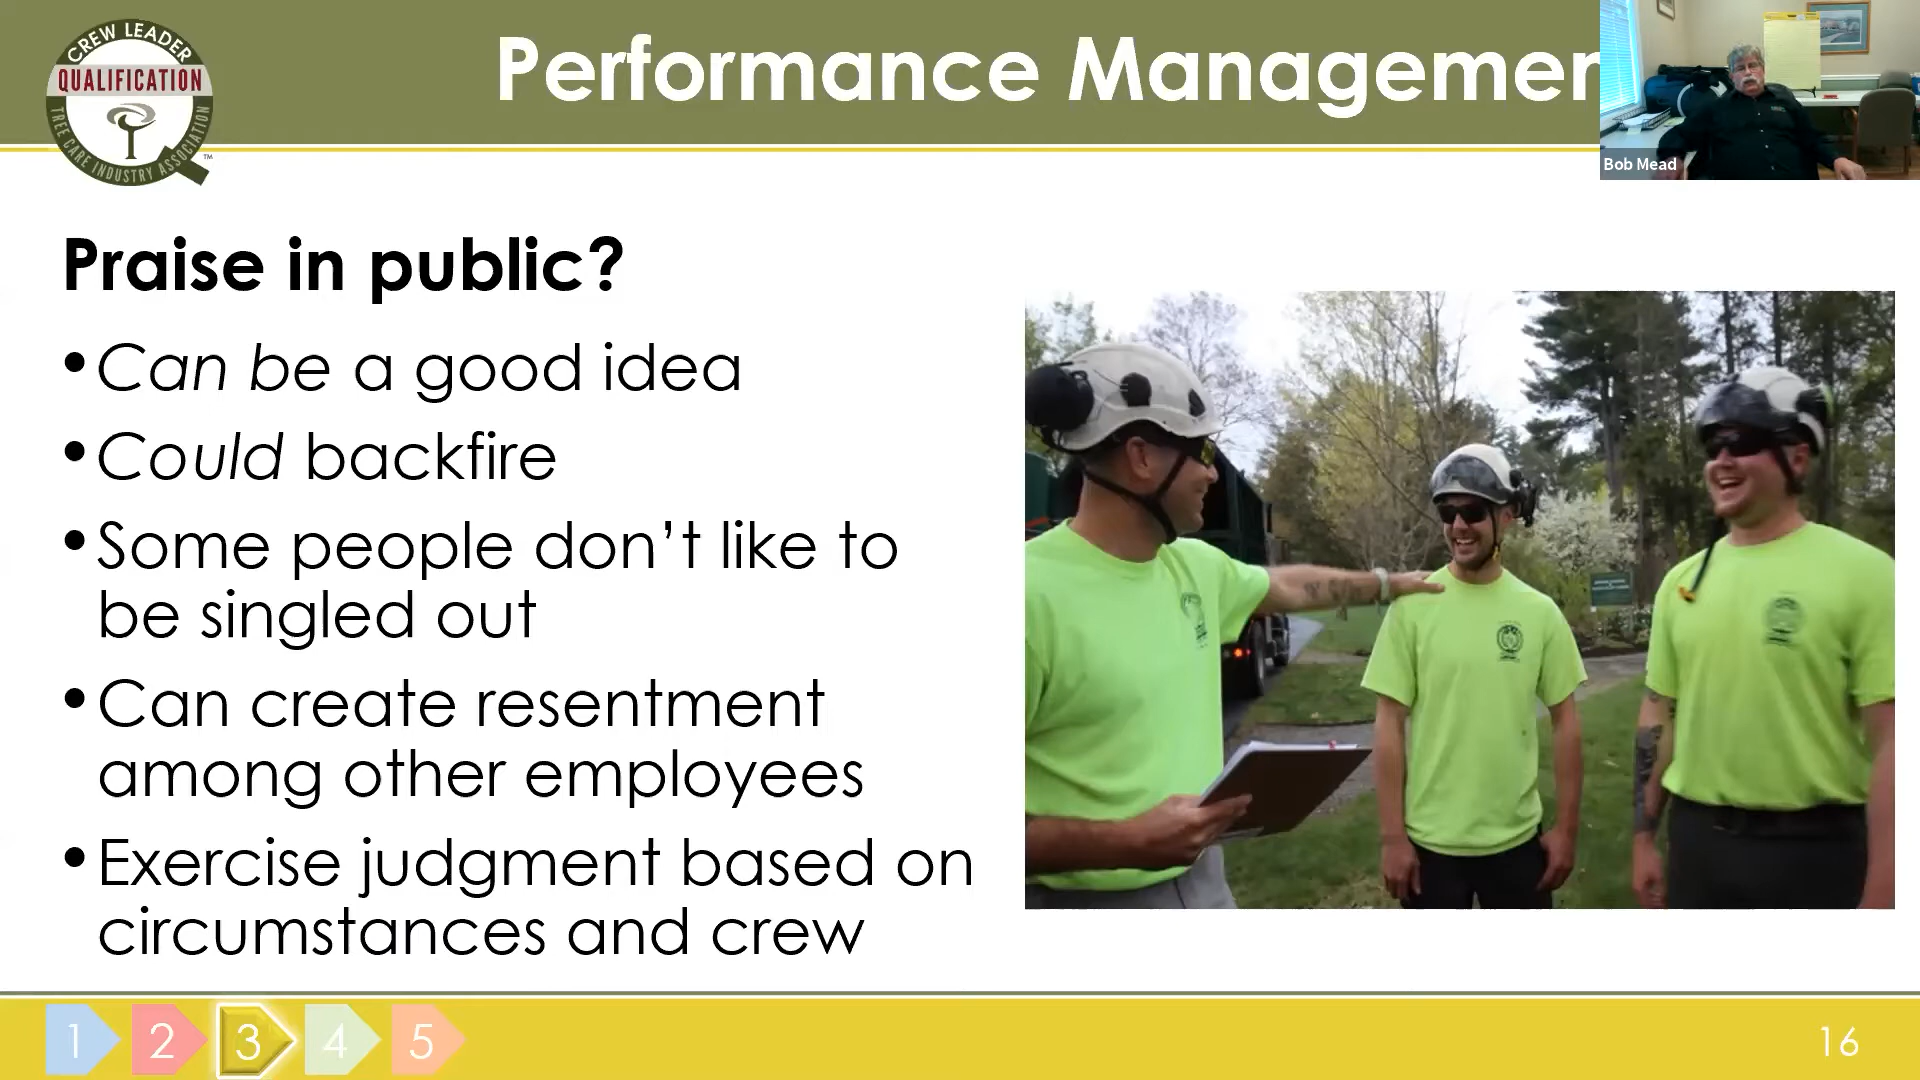 CREW LEADER
QUALIFICATION
TREE CARE INDUSTRY ASSOCIATION
™
Performance Managemen
Bob Mead
Praise in public?
•Can be a good idea
•Could backfire
•Some people don’t like to
be singled out
•Can create resentment
among other employees
•Exercise judgment based on
circumstances and crew
1 2 3 4 5
16